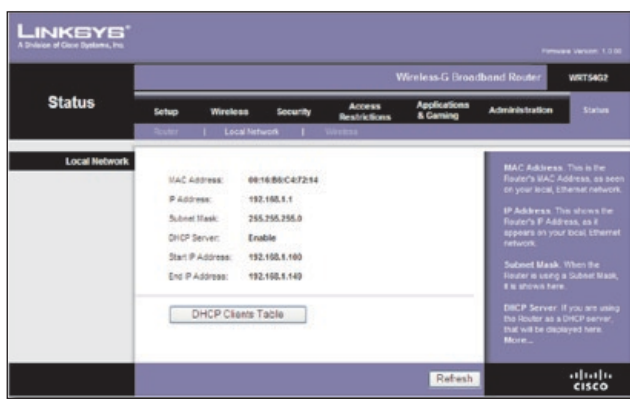 LINKSYS®
A Division of Cisco Systems, Inc.
Firmware Version: 1.0.00
Wireless-G Broadband Router
WRT54G2
Status
Setup
Wireless
Security
Access Restrictions
Applications & Gaming
Administration
Status
Router | Local Network | Wireless
Local Network
MAC Address:
IP Address: 192.168.1.1
Subnet Mask: 255.255.255.0
DHCP Server: Enable
Start IP Address: 192.168.1.100
End IP Address: 192.168.1.149
DHCP Clients Table
MAC Address. This is the
Router's MAC Address, as seen
on your local, Ethernet network.
IP Address. This shows the
Router's IP Address, as it
appears on your local, Ethernet
network.
Subnet Mask. When the
Router is using a Subnet Mask,
it is shown here.
DHCP Server. If you are using
the Router as a DHCP server,
that will be displayed here.
More...
Refresh
CISCO